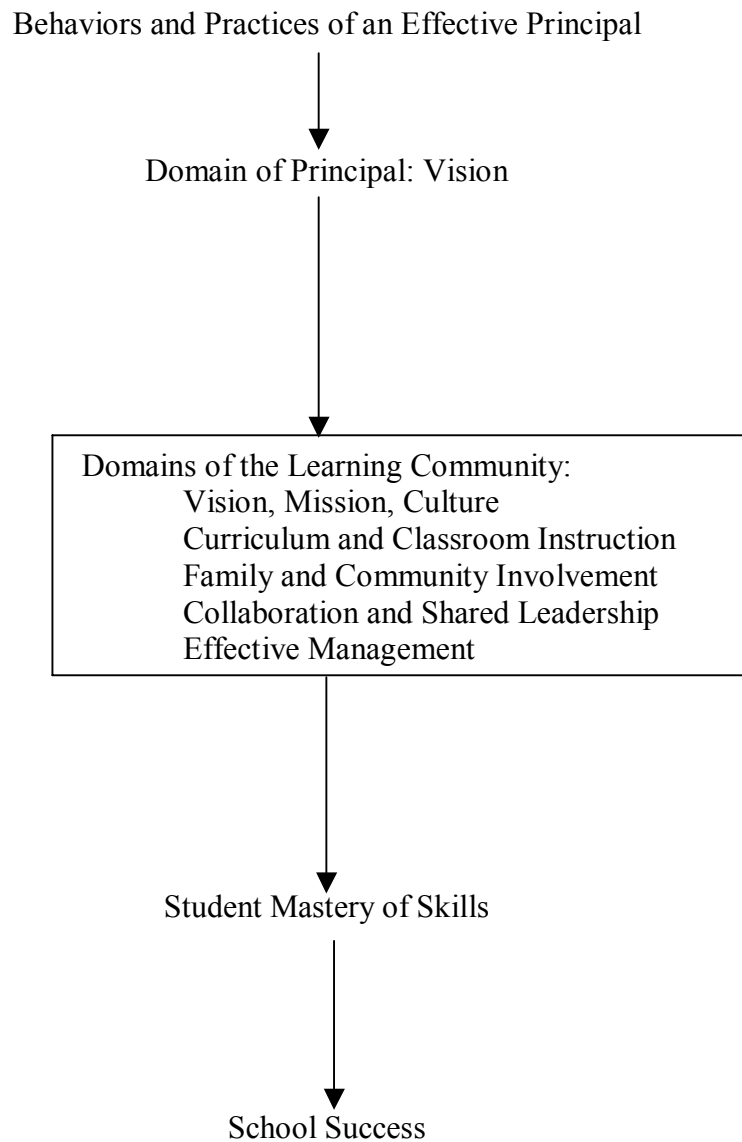 Behaviors and Practices of an Effective Principal
Domain of Principal: Vision
Domains of the Learning Community:
Vision, Mission, Culture
Curriculum and Classroom Instruction
Family and Community Involvement
Collaboration and Shared Leadership
Effective Management
Student Mastery of Skills
School Success